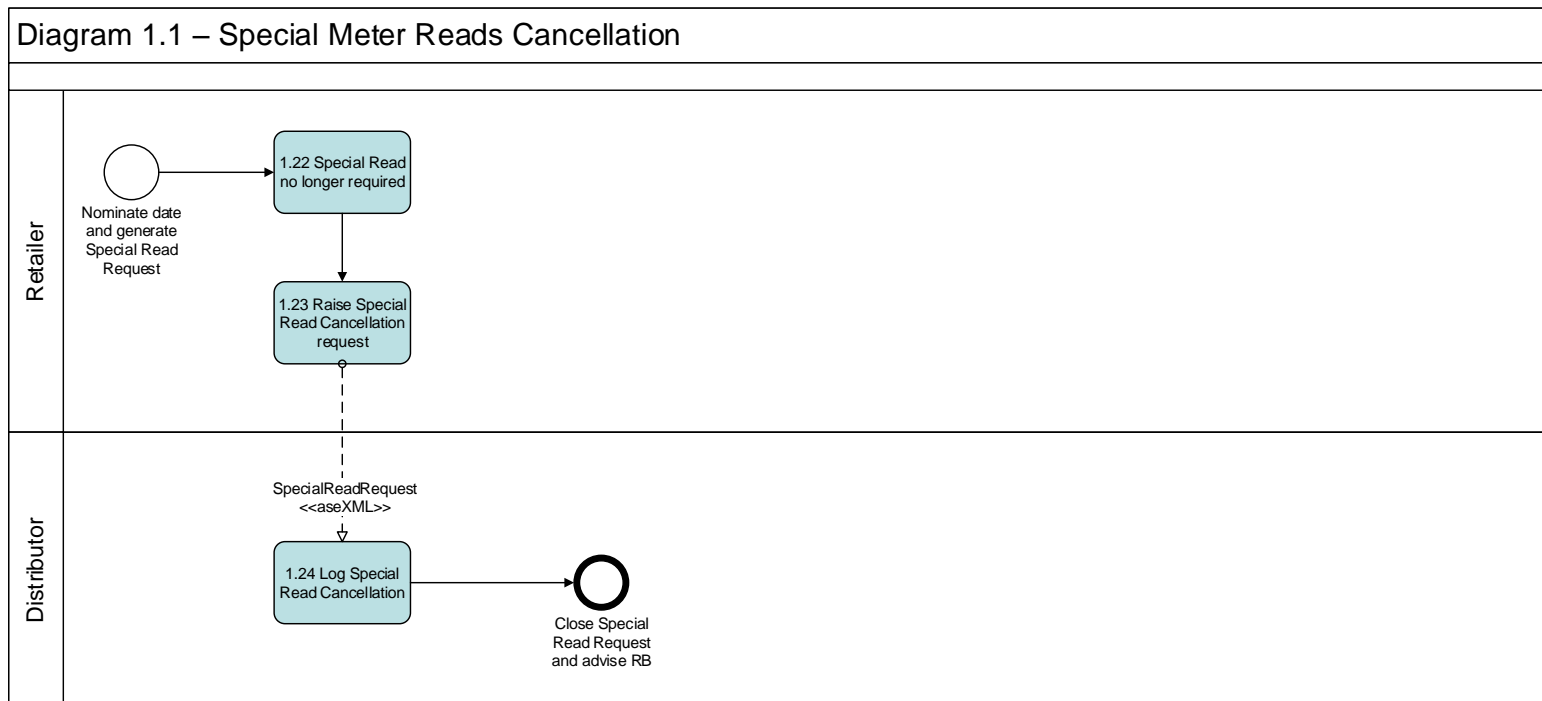 Diagram 1.1 – Special Meter Reads Cancellation
Retailer
Nominate date
and generate
Special Read
Request
1.22 Special Read
no longer required
1.23 Raise Special
Read Cancellation
request
Distributor
SpecialReadRequest
<<aseXML>>
1.24 Log Special
Read Cancellation
Close Special
Read Request
and advise RB